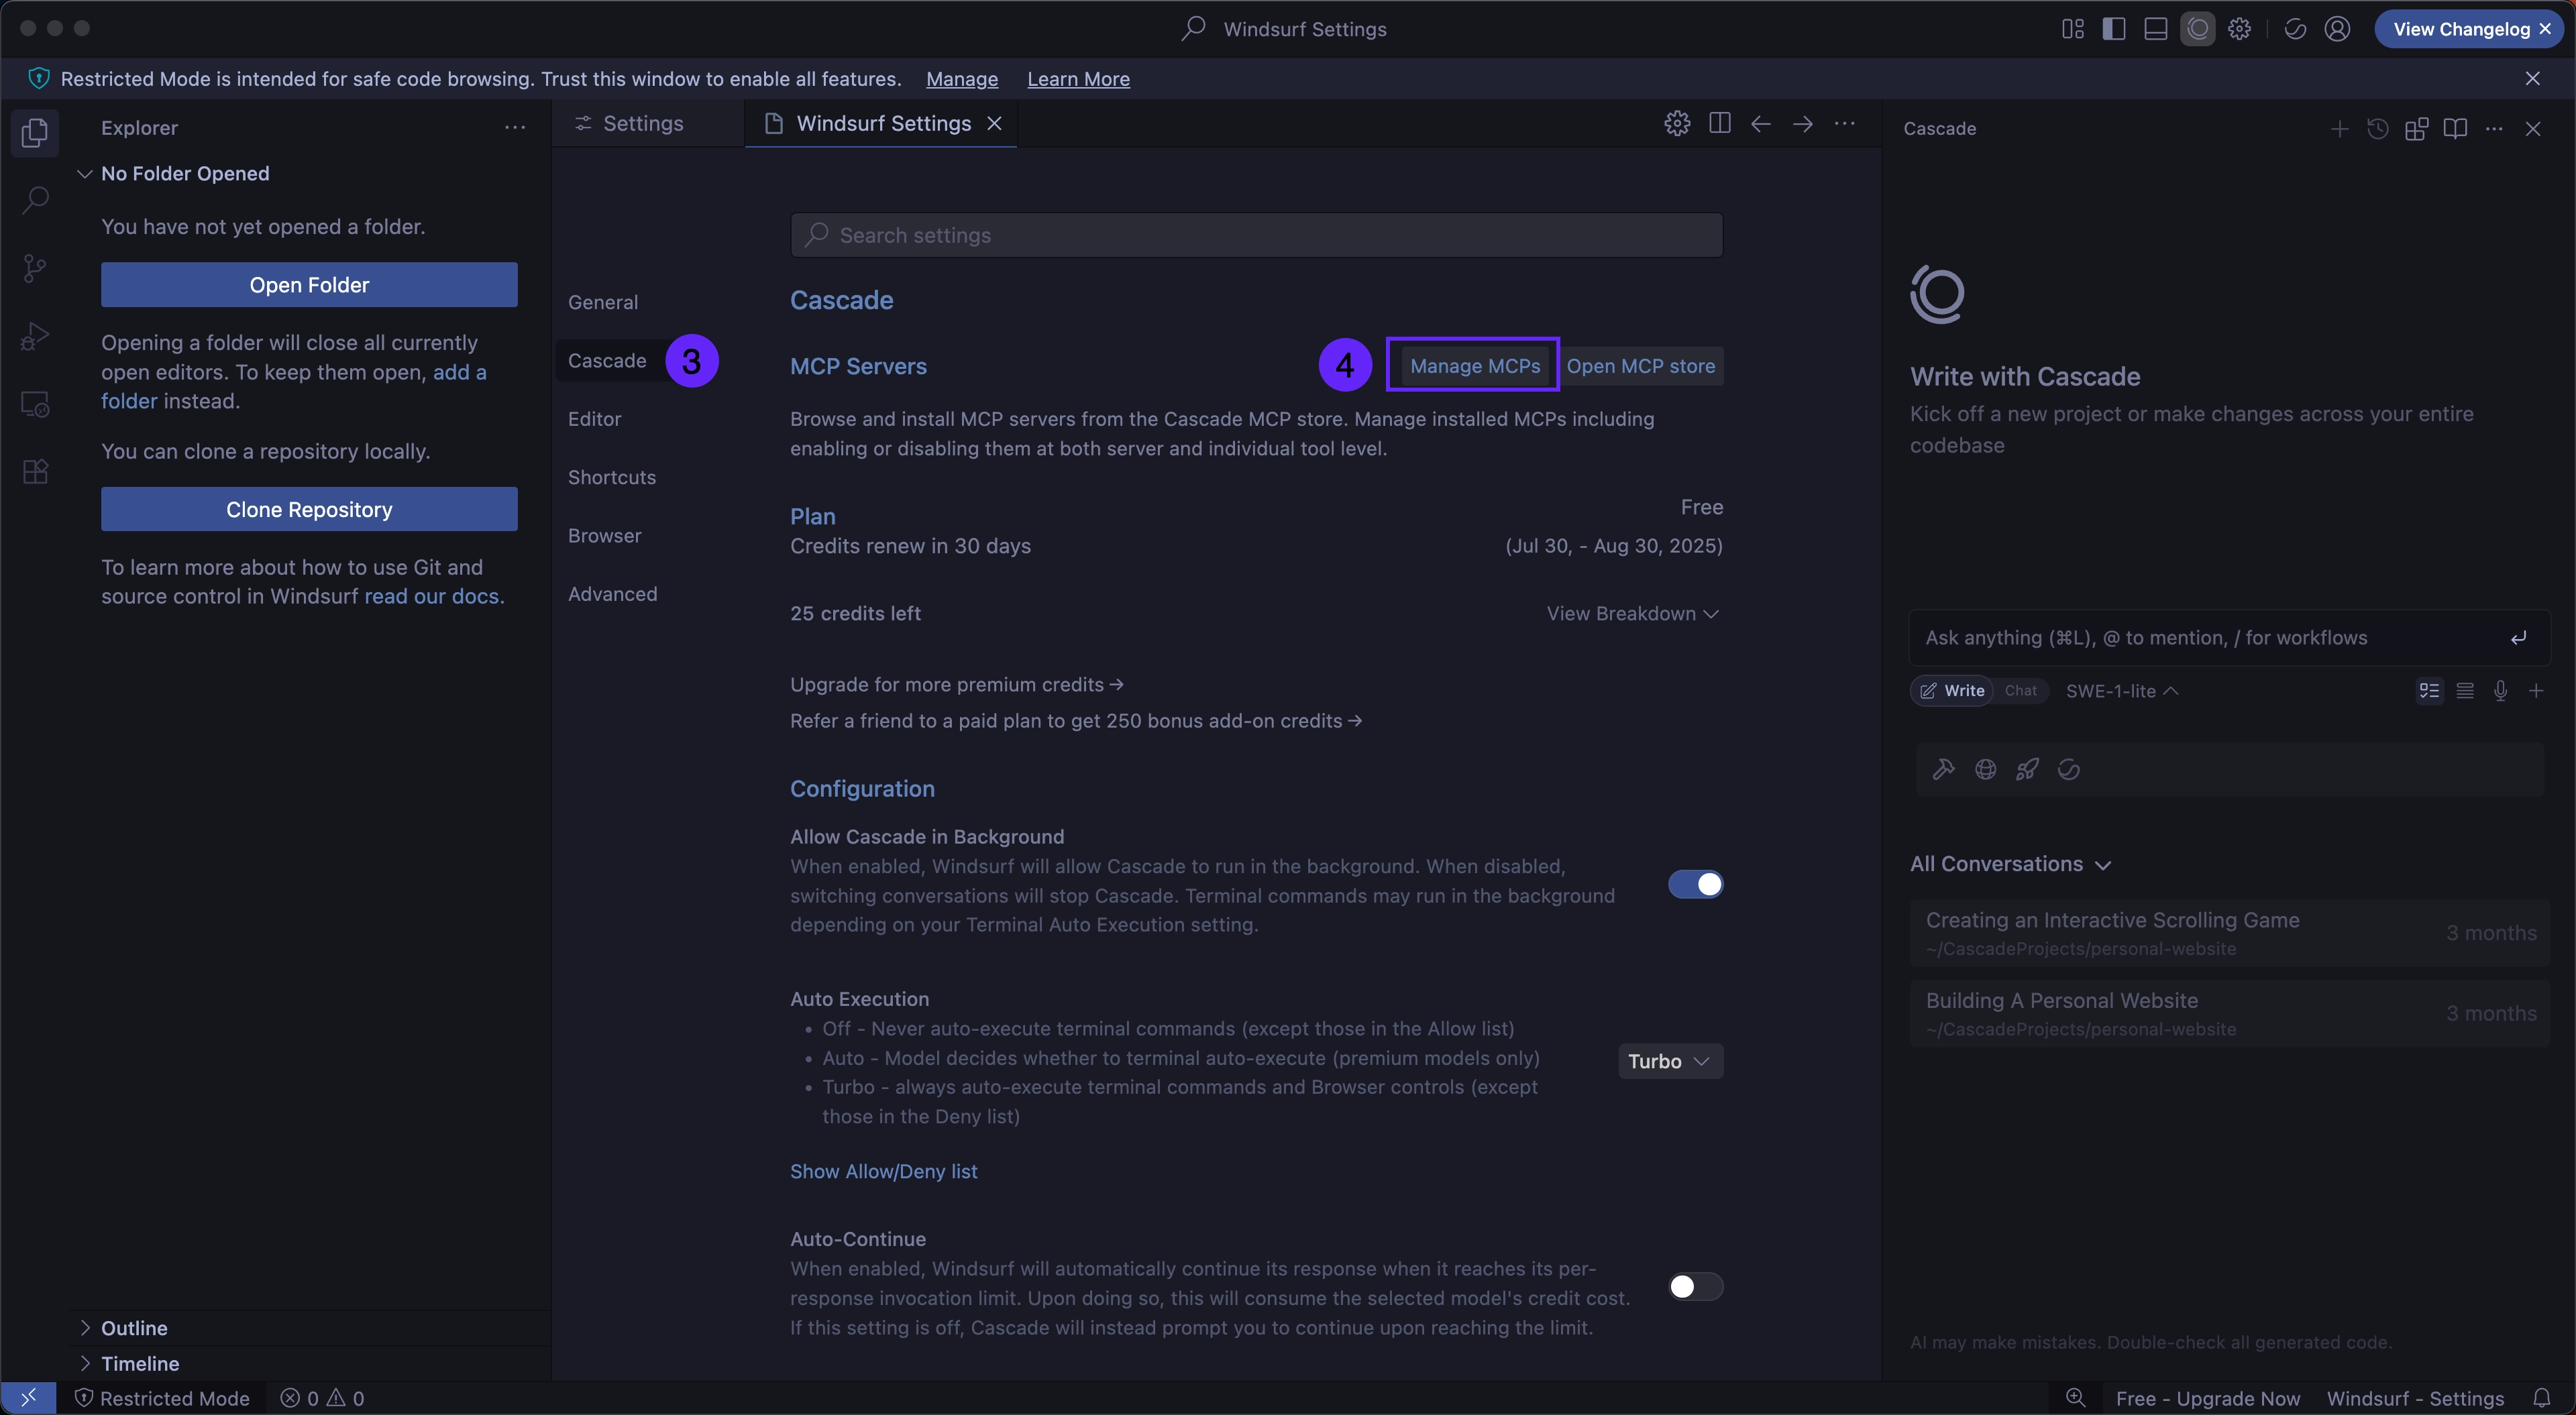 Windsurf Settings
View Changelog
Restricted Mode is intended for safe code browsing. Trust this window to enable all features. Manage Learn More
Explorer
No Folder Opened
You have not yet opened a folder.
Open Folder
Opening a folder will close all currently
open editors. To keep them open, add a
folder instead.
You can clone a repository locally.
Clone Repository
To learn more about how to use Git and
source control in Windsurf read our docs.
Outline
Timeline
Settings
Windsurf Settings
Search settings
General
Cascade 3
Editor
Shortcuts
Browser
Advanced
Cascade
MCP Servers
4
Manage MCPs
Open MCP store
Browse and install MCP servers from the Cascade MCP store. Manage installed MCPs including
enabling or disabling them at both server and individual tool level.
Plan
Free
Credits renew in 30 days
(Jul 30, - Aug 30, 2025)
25 credits left
View Breakdown
Upgrade for more premium credits →
Refer a friend to a paid plan to get 250 bonus add-on credits →
Configuration
Allow Cascade in Background
When enabled, Windsurf will allow Cascade to run in the background. When disabled,
switching conversations will stop Cascade. Terminal commands may run in the background
depending on your Terminal Auto Execution setting.
Auto Execution
• Off - Never auto-execute terminal commands (except those in the Allow list)
• Auto - Model decides whether to terminal auto-execute (premium models only)
• Turbo - always auto-execute terminal commands and Browser controls (except
those in the Deny list)
Turbo
Show Allow/Deny list
Auto-Continue
When enabled, Windsurf will automatically continue its response when it reaches its per-
response invocation limit. Upon doing so, this will consume the selected model's credit cost.
If this setting is off, Cascade will instead prompt you to continue upon reaching the limit.
Cascade
Write with Cascade
Kick off a new project or make changes across your entire
codebase
Ask anything (⌘L), @ to mention, / for workflows
Write Chat SWE-1-lite
All Conversations
Creating an Interactive Scrolling Game
~/CascadeProjects/personal-website
3 months
Building A Personal Website
~/CascadeProjects/personal-website
3 months
AI may make mistakes. Double-check all generated code.
Restricted Mode 0 0
Free - Upgrade Now Windsurf - Settings